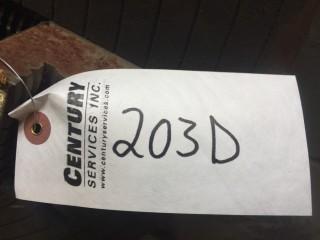 CENTURY
SERVICES INC.
www.centuryservices.com
203D